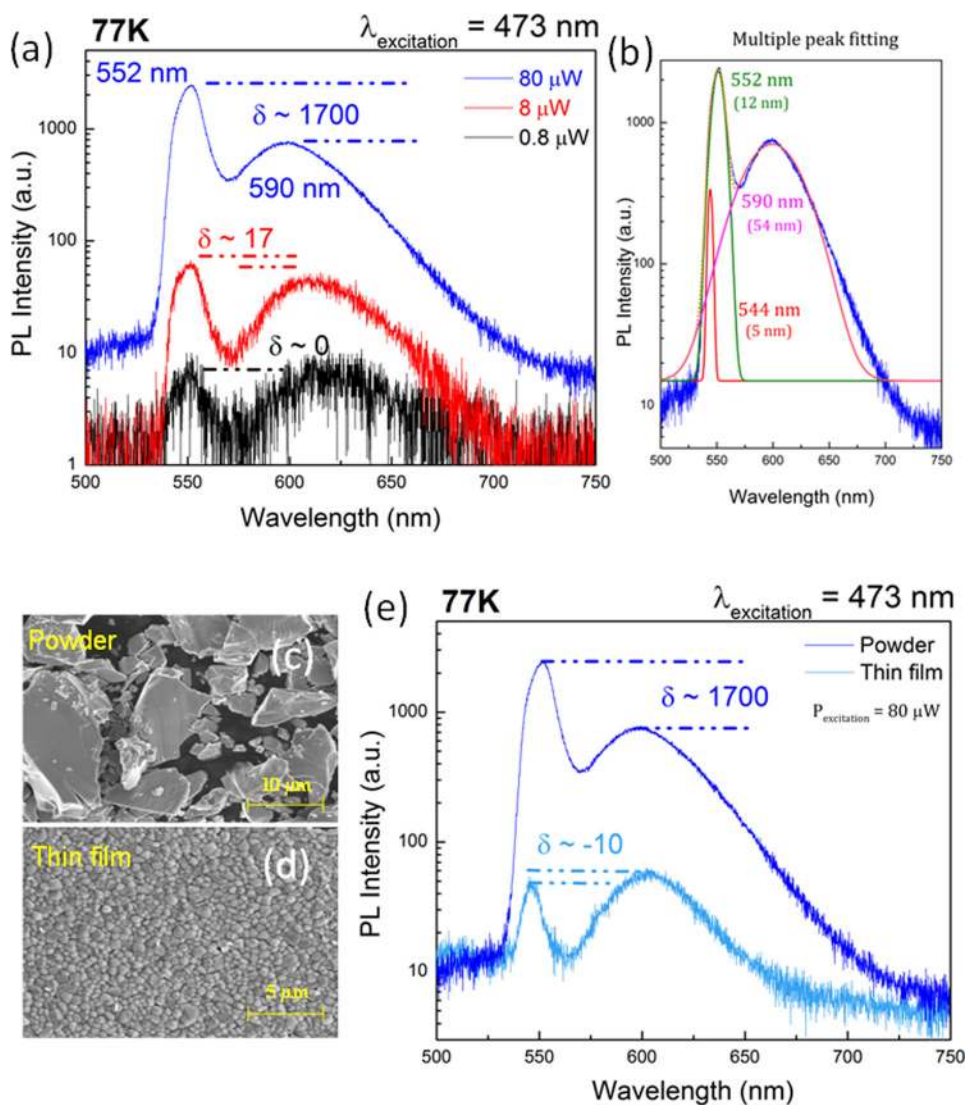 (a)
77K
λexcitation = 473 nm
552 nm
80 μW
8 μW
0.8 μW
δ ~ 1700
590 nm
δ ~ 17
δ ~ 0
PL Intensity (a.u.)
1000
100
10
1
500 550 600 650 700 750
Wavelength (nm)
(b)
Multiple peak fitting
552 nm
(12 nm)
590 nm
(54 nm)
544 nm
(5 nm)
PL Intensity (a.u.)
1000
100
10
500 550 600 650 700 750
Wavelength (nm)
Powder
(c)
10 μm
Thin film
(d)
5 μm
(e)
77K
λexcitation = 473 nm
Powder
Thin film
Pexcitation = 80 μW
δ ~ 1700
δ ~ -10
PL Intensity (a.u.)
1000
100
10
500 550 600 650 700 750
Wavelength (nm)